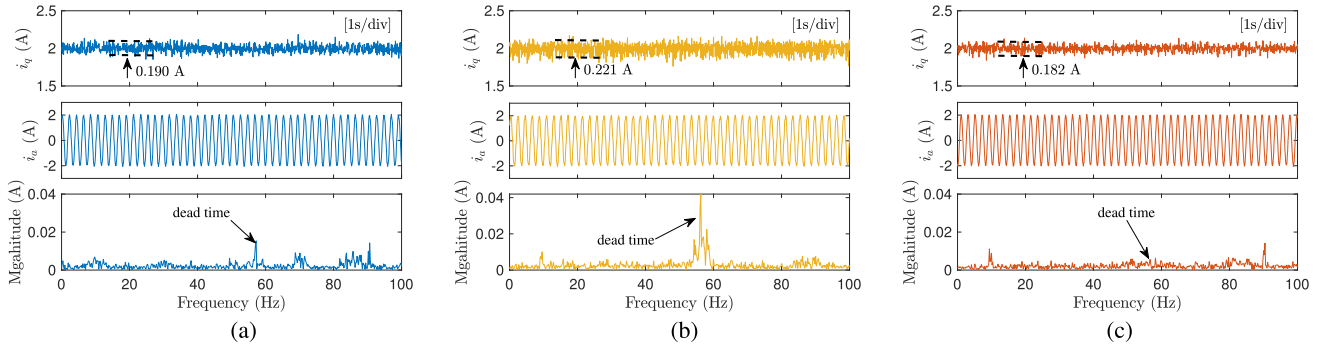 2.5
[1s/div]
i_q (A)
2
0.190 A
1.5
2
i_a (A)
0
-2
0.04
Mgahitude (A)
dead time
0.02
0
0 20 40 60 80 100
Frequency (Hz)
(a)
2.5
[1s/div]
i_q (A)
2
0.221 A
1.5
2
i_a (A)
0
-2
0.04
Mgahitude (A)
dead time
0.02
0
0 20 40 60 80 100
Frequency (Hz)
(b)
2.5
[1s/div]
i_q (A)
2
0.182 A
1.5
2
i_a (A)
0
-2
0.04
Mgahitude (A)
dead time
0.02
0
0 20 40 60 80 100
Frequency (Hz)
(c)